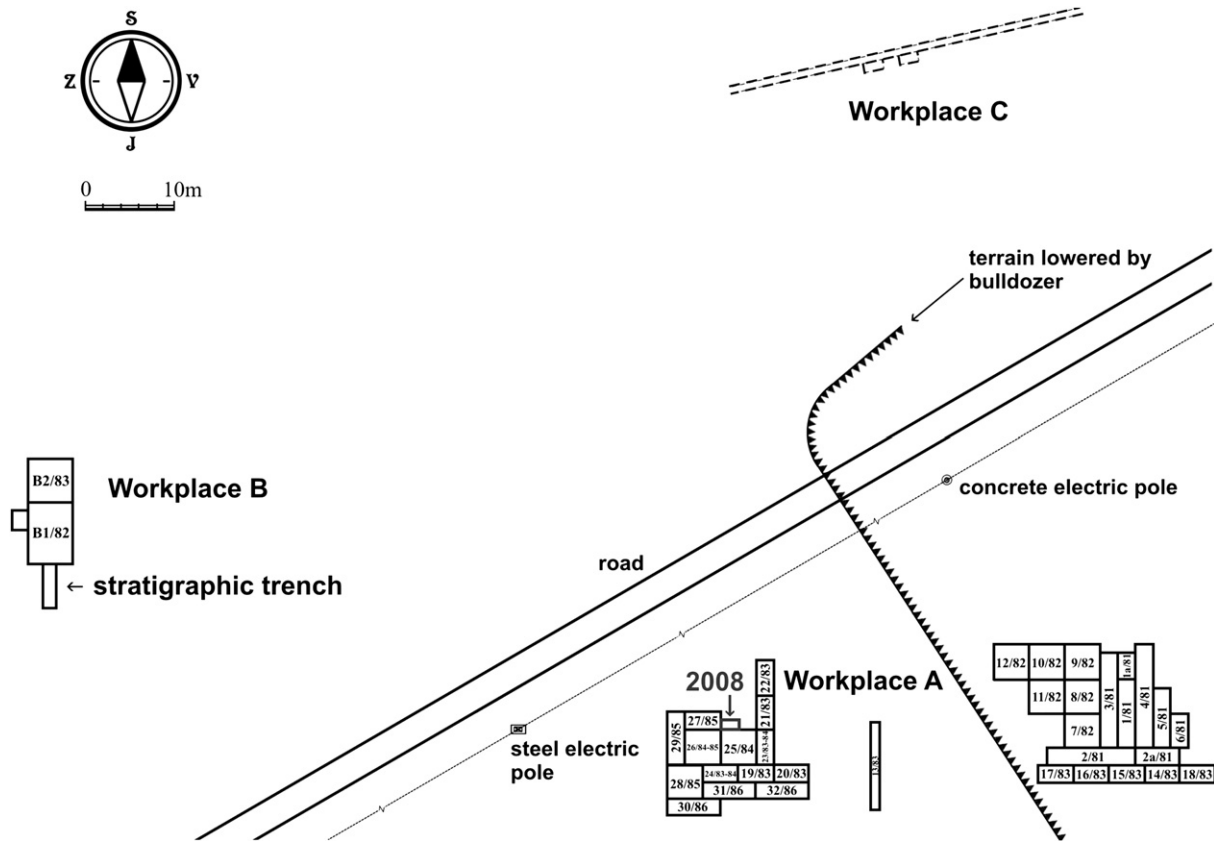 S
Z V
J
0 10m
Workplace C
terrain lowered by
bulldozer
B2/83
Workplace B
B1/82
concrete electric pole
road
← stratigraphic trench
N
N
N
2008
Workplace A
steel electric
pole
22/83
21/83
27/85
29/85
26/84-85
25/84
23/83-84
28/85
24/83-84
19/83
20/83
31/86
32/86
30/86
13/83
12/82
10/82
9/82
1a/81
11/82
8/82
3/81
1/81
4/81
5/81
6/81
7/82
2/81
2a/81
17/83
16/83
15/83
14/83
18/83